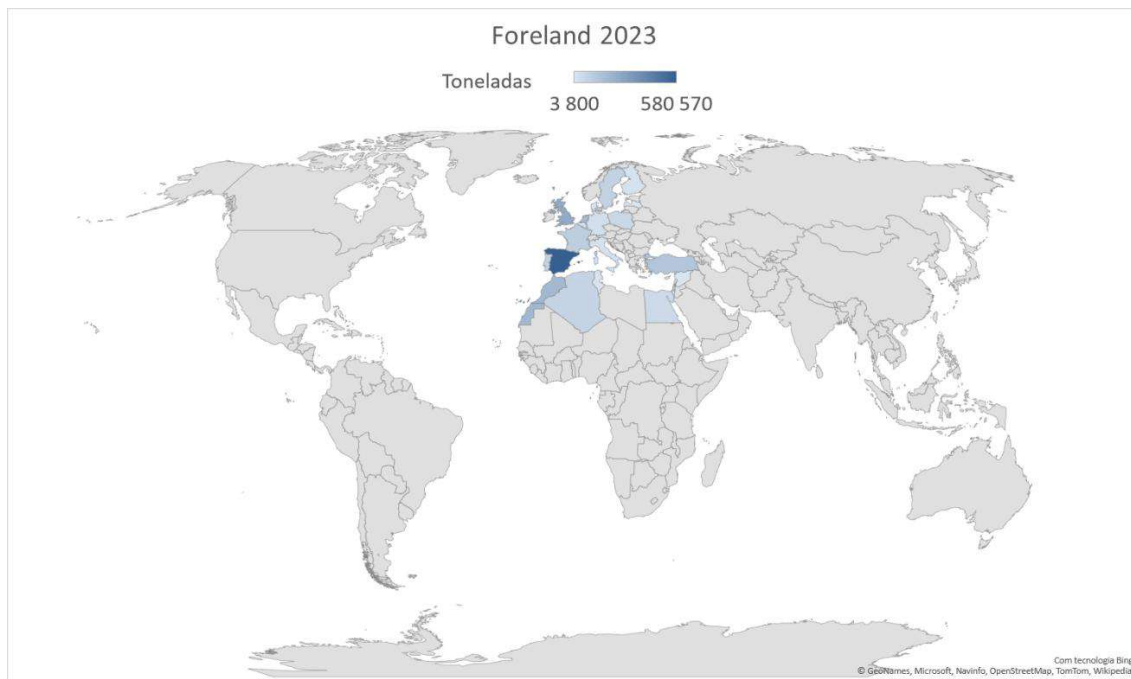 Foreland 2023
Toneladas
3 800 580 570
Com tecnologia Bing
© GeoNames, Microsoft, Navinfo, OpenStreetMap, TomTom, Wikipedia